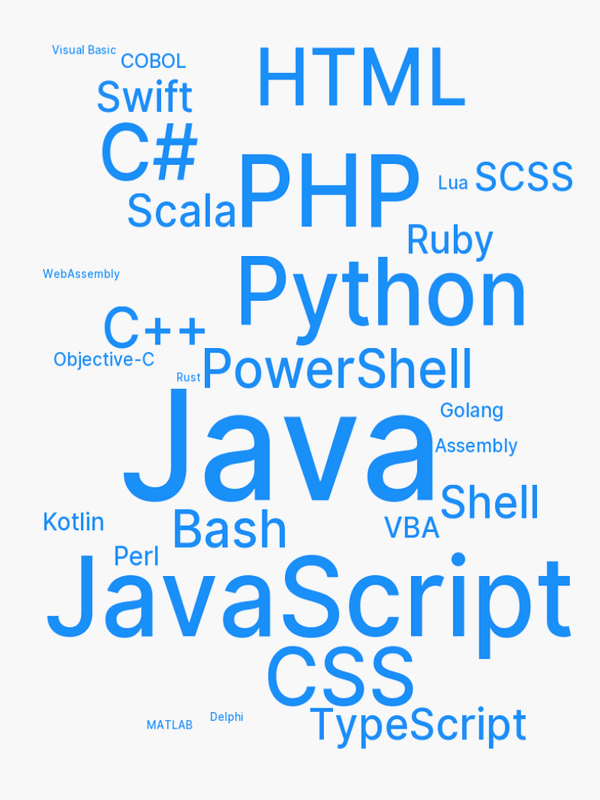 Visual Basic
COBOL
HTML
Swift
C#
PHP
Lua
SCSS
Scala
Ruby
WebAssembly
Python
C++
Objective-C
PowerShell
Rust
Java
Golang
Assembly
Shell
Kotlin
Bash
VBA
Perl
JavaScript
CSS
TypeScript
Delphi
MATLAB